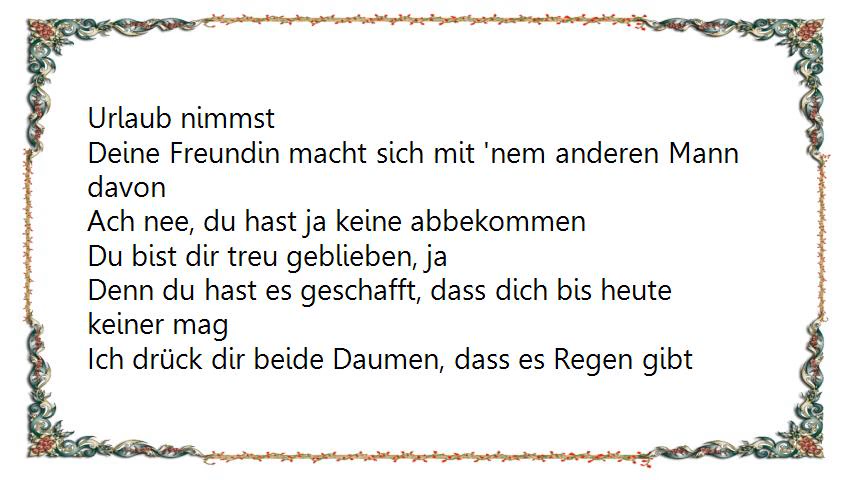 Urlaub nimmst
Deine Freundin macht sich mit 'nem anderen Mann
davon
Ach nee, du hast ja keine abbekommen
Du bist dir treu geblieben, ja
Denn du hast es geschafft, dass dich bis heute
keiner mag
Ich drück dir beide Daumen, dass es Regen gibt